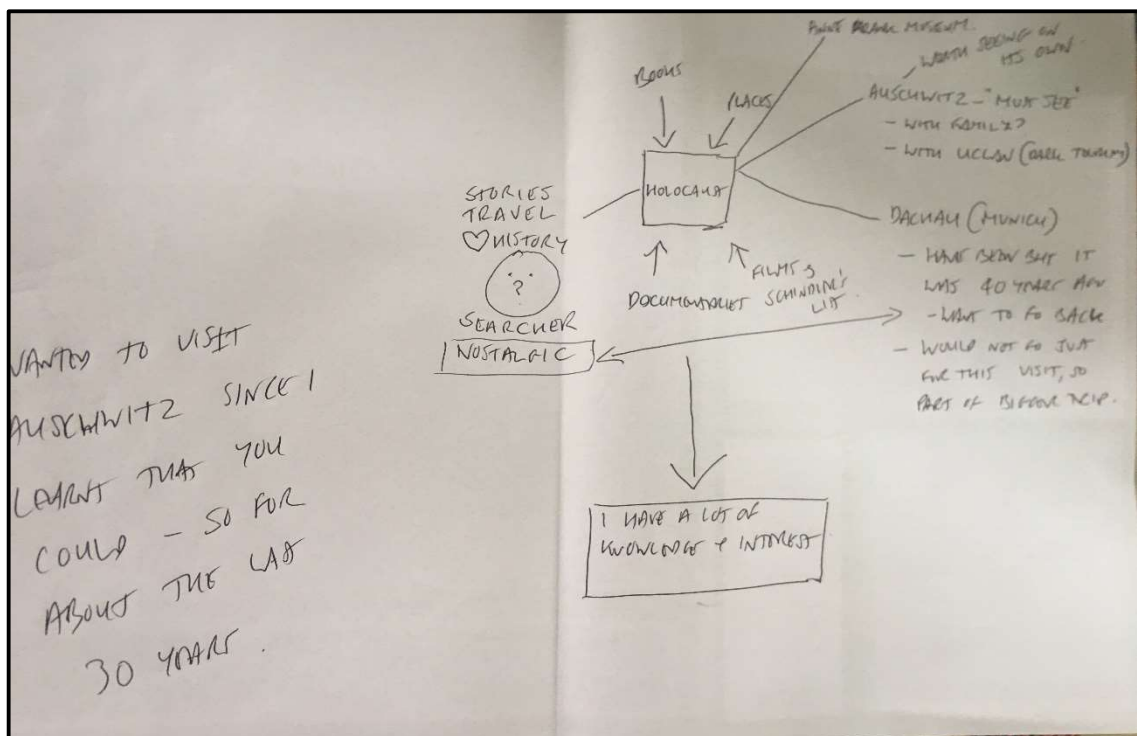 WANTED TO VISIT
AUSCHWITZ SINCE I
LEARNT THAT YOU
COULD – SO FOR
ABOUT THE LAST
30 YEARS.
STORIES
TRAVEL
♡ HISTORY
?
SEARCHER
NOSTALGIC
BOOKS
PLACES
HOLOCAUST
DOCUMENTARIES
FILMS
SCHINDLER'S
LIST
ANNE FRANK MUSEUM
WORTH SEEING ON
ITS OWN.
AUSCHWITZ – "MUST SEE"
- WITH FAMILY?
- WITH UCLAN (DARK TOURISM)
DACHAU (MUNICH)
- HAVE BEEN BUT IT
WAS 40 YEARS AGO
- WANT TO GO BACK
- WOULD NOT GO JUST
FOR THIS VISIT, SO
PART OF BIGGER TRIP.
I HAVE A LOT OF
KNOWLEDGE & INTEREST